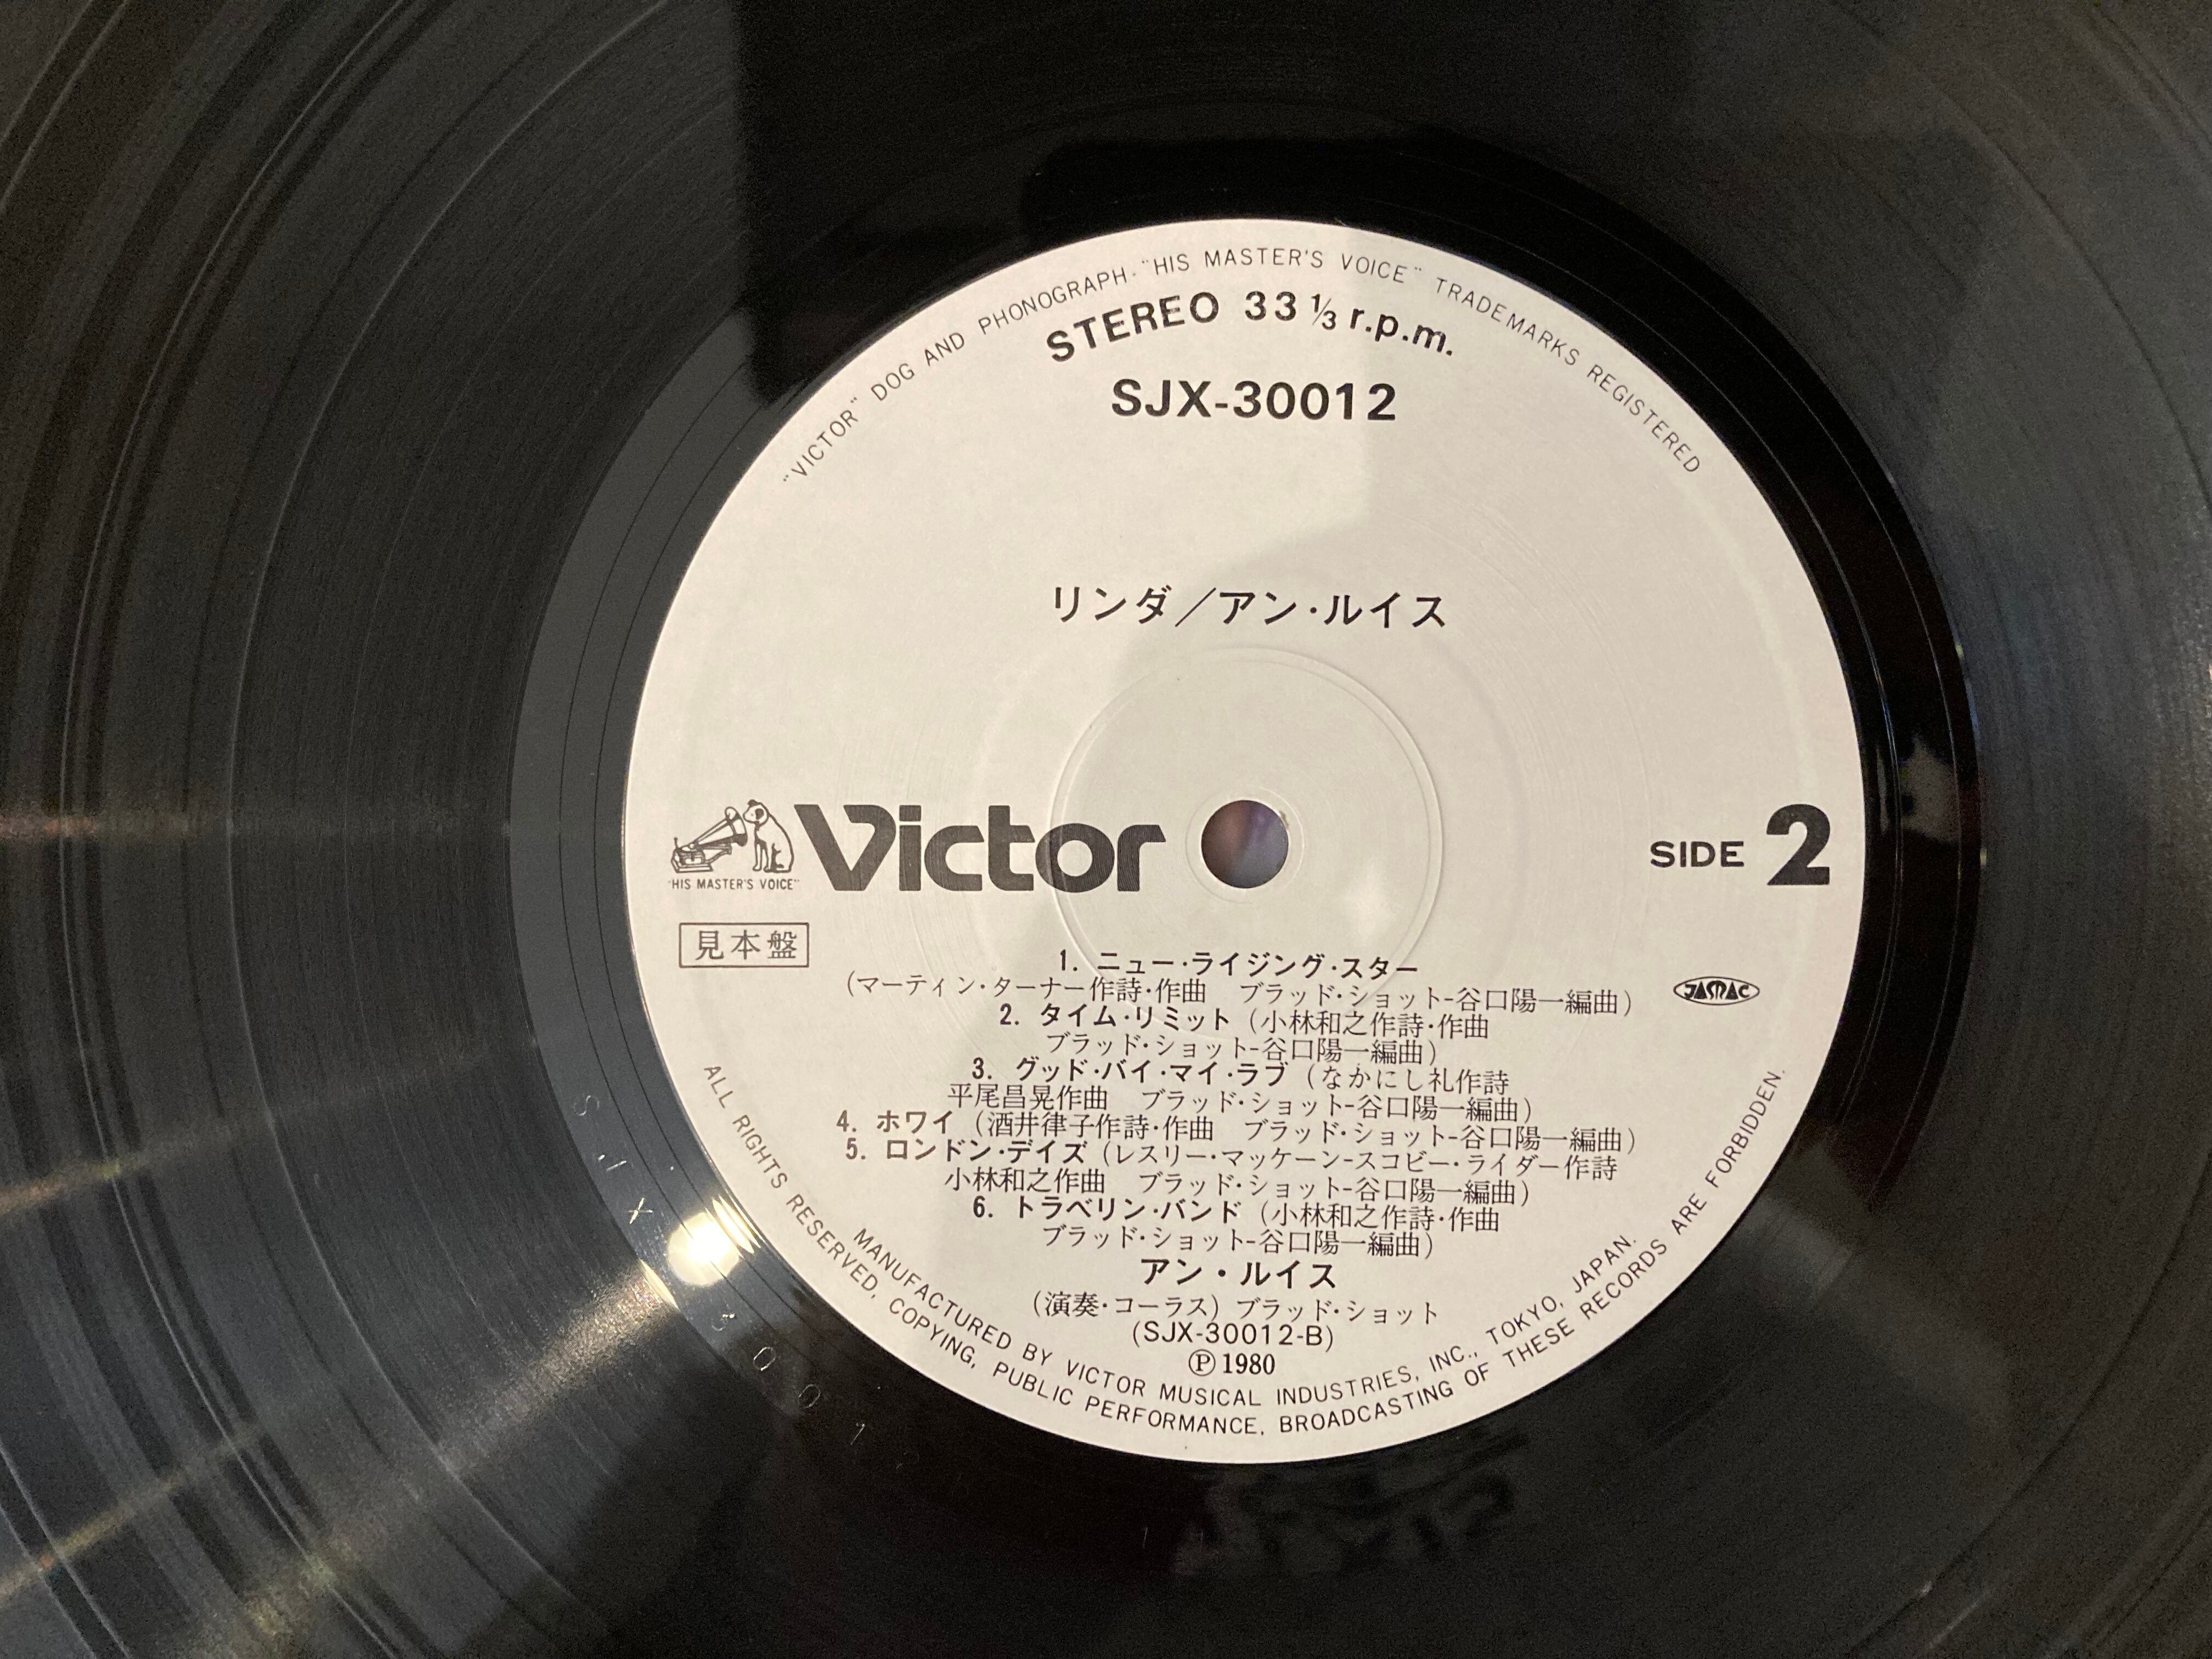 "VICTOR" DOG AND PHONOGRAPH·"HIS MASTER'S VOICE" TRADEMARKS REGISTERED
STEREO 33 1/3 r.p.m.
SJX-30012
リンダ／アン・ルイス
"HIS MASTER'S VOICE"
Victor
SIDE 2
見本盤
JASRAC
1. ニュー・ライジング・スター
(マーティン・ターナー作詩・作曲 ブラッド・ショット-谷口陽一編曲)
2. タイム・リミット (小林和之作詩・作曲
ブラッド・ショット-谷口陽一編曲)
3. グッド・バイ・マイ・ラブ (なかにし礼作詩
平尾昌晃作曲 ブラッド・ショット-谷口陽一編曲)
4. ホワイ (酒井律子作詩・作曲 ブラッド・ショット-谷口陽一編曲)
5. ロンドン・デイズ (レスリー・マッケーン-スコビー・ライダー作詩
小林和之作曲 ブラッド・ショット-谷口陽一編曲)
6. トラベリン・バンド (小林和之作詩・作曲
ブラッド・ショット-谷口陽一編曲)
アン・ルイス
(演奏・コーラス) ブラッド・ショット
(SJX-30012-B)
Ⓟ1980
MANUFACTURED BY VICTOR MUSICAL INDUSTRIES, INC., TOKYO, JAPAN.
ALL RIGHTS RESERVED, COPYING, PUBLIC PERFORMANCE, BROADCASTING OF THESE RECORDS ARE FORBIDDEN.
SJX 3001